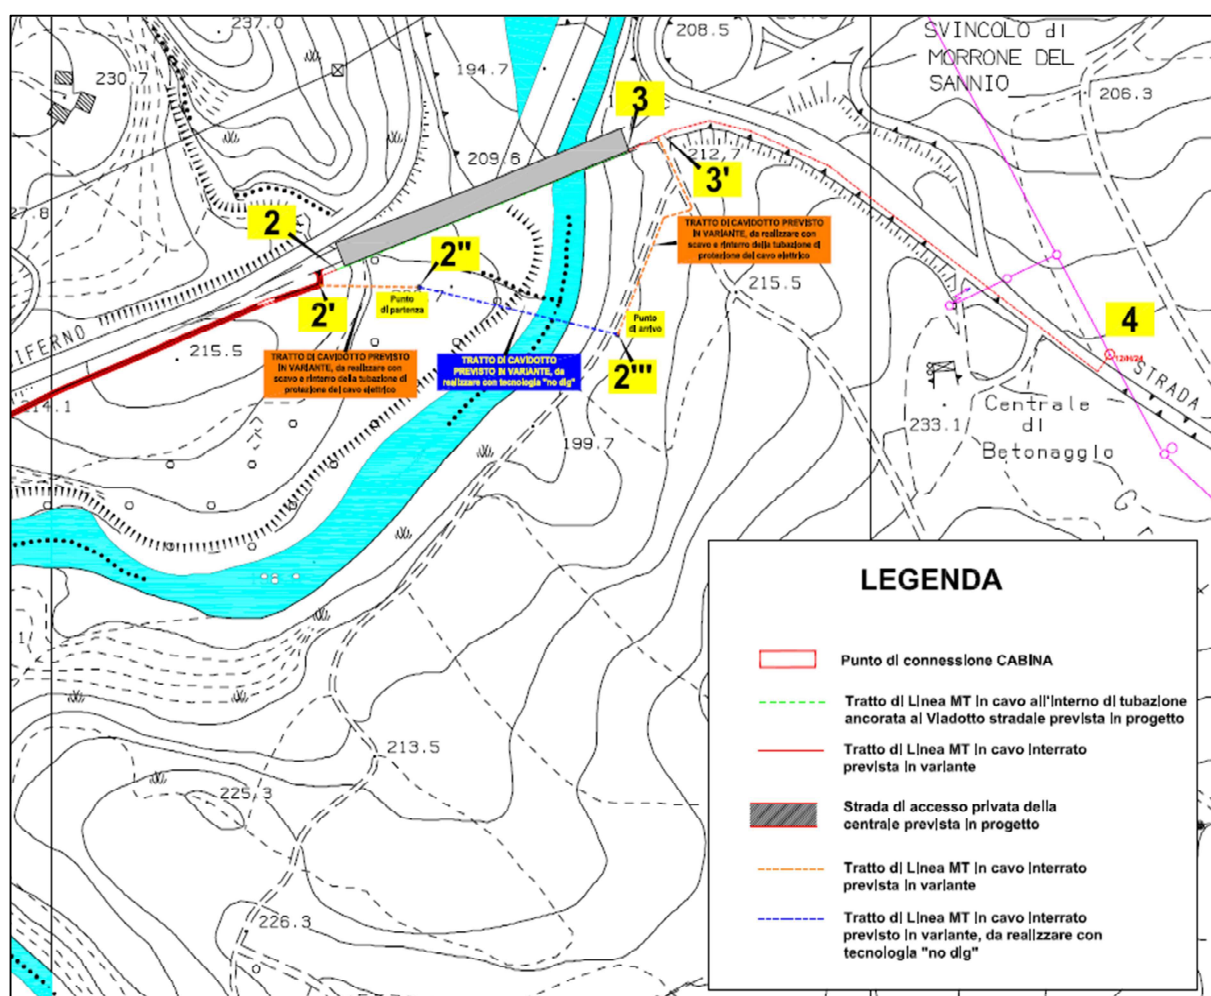 237.0
208.5
SVINCOLO di
MORRONE DEL
SANNIO
230.7
194.7
206.3
3
209.6
212,7
3'
27.8
2
TRATTO DI CAVIDOTTO PREVISTO
IN VARIANTE, da realizzare con
scavo e rinterro della tubazione di
protezione del cavo elettrico
2"
215.5
Punto
di partenza
2'
Punto
di arrivo
4
IFERNO
215.5
TRATTO DI CAVIDOTTO PREVISTO
IN VARIANTE, da realizzare con
scavo e rinterro della tubazione di
protezione del cavo elettrico
TRATTO DI CAVIDOTTO
PREVISTO IN VARIANTE, da
realizzare con tecnologia "no dig"
2'''
STRADA
214.1
Centrale
di
Betonaggio
233.1
199.7
G
LEGENDA
Punto di connessione CABINA
Tratto di Linea MT in cavo all'interno di tubazione
ancorata al Viadotto stradale prevista in progetto
Tratto di Linea MT in cavo interrato
prevista in variante
213.5
225.3
Strada di accesso privata della
centrale prevista in progetto
Tratto di Linea MT in cavo interrato
prevista in variante
226.3
Tratto di Linea MT in cavo interrato
previsto in variante, da realizzare con
tecnologia "no dig"